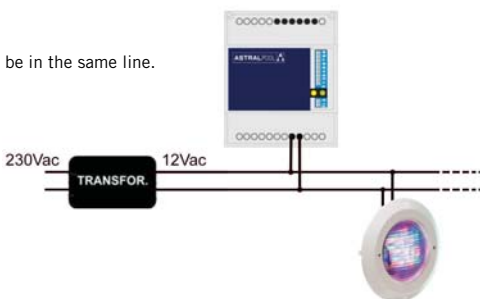 be in the same line.
ASTRALPOOL
230Vac
12Vac
TRANSFOR.